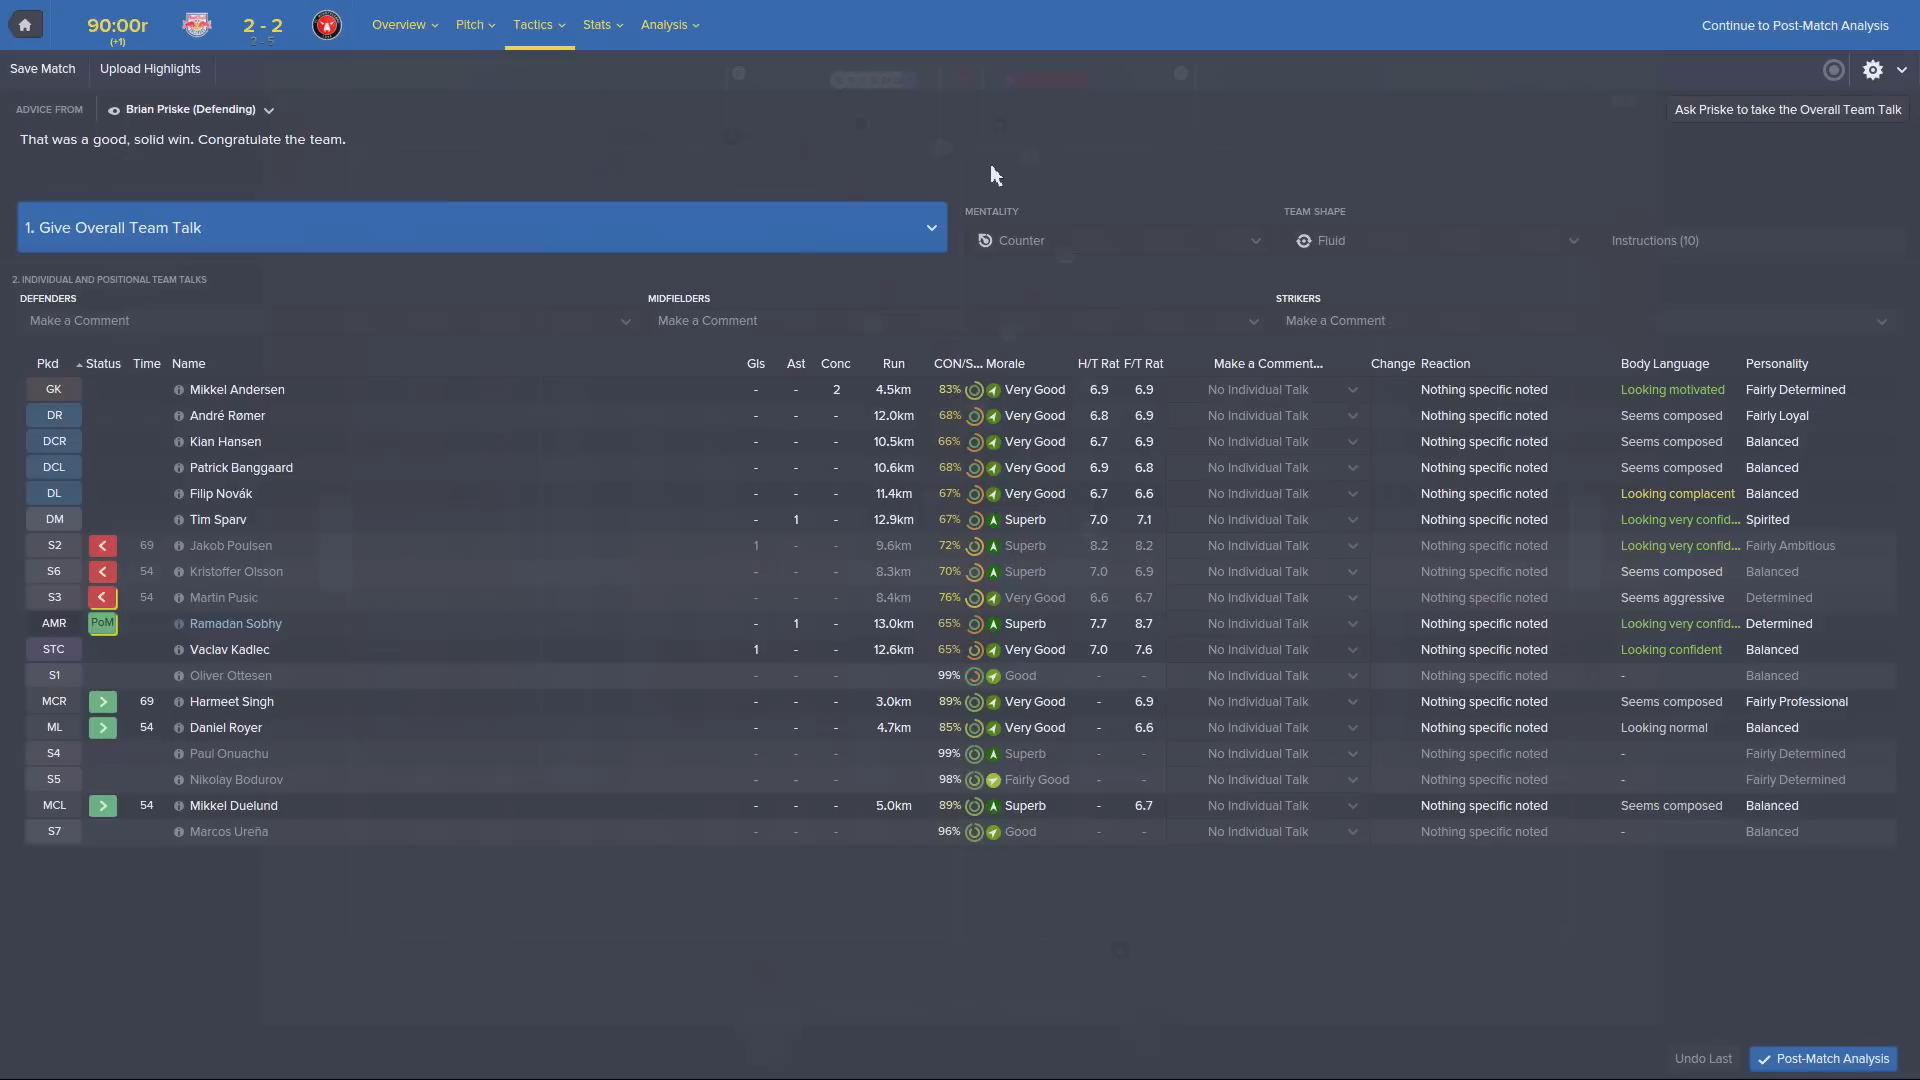 90:00r
(+1)
2 - 2
2 - 5
Overview
Pitch
Tactics
Stats
Analysis
Continue to Post-Match Analysis
Save Match
Upload Highlights
ADVICE FROM
Brian Priske (Defending)
Ask Priske to take the Overall Team Talk
That was a good, solid win. Congratulate the team.
1. Give Overall Team Talk
MENTALITY
TEAM SHAPE
Counter
Fluid
Instructions (10)
2. INDIVIDUAL AND POSITIONAL TEAM TALKS
DEFENDERS
MIDFIELDERS
STRIKERS
Make a Comment
Make a Comment
Make a Comment
Pkd Status Time Name Gls Ast Conc Run CON/S... Morale H/T Rat F/T Rat Make a Comment... Change Reaction Body Language Personality
GK Mikkel Andersen - - 2 4.5km 83% Very Good 6.9 6.9 No Individual Talk Nothing specific noted Looking motivated Fairly Determined
DR André Rømer - - - 12.0km 68% Very Good 6.8 6.9 No Individual Talk Nothing specific noted Seems composed Fairly Loyal
DCR Kian Hansen - - - 10.5km 66% Very Good 6.7 6.9 No Individual Talk Nothing specific noted Seems composed Balanced
DCL Patrick Banggaard - - - 10.6km 68% Very Good 6.9 6.8 No Individual Talk Nothing specific noted Seems composed Balanced
DL Filip Novák - - - 11.4km 67% Very Good 6.7 6.6 No Individual Talk Nothing specific noted Looking complacent Balanced
DM Tim Sparv - 1 - 12.9km 67% Superb 7.0 7.1 No Individual Talk Nothing specific noted Looking very confid... Spirited
S2 69 Jakob Poulsen 1 - - 9.6km 72% Superb 8.2 8.2 No Individual Talk Nothing specific noted Looking very confid... Fairly Ambitious
S6 54 Kristoffer Olsson - - - 8.3km 70% Superb 7.0 6.9 No Individual Talk Nothing specific noted Seems composed Balanced
S3 54 Martin Pusic - - - 8.4km 76% Very Good 6.6 6.7 No Individual Talk Nothing specific noted Seems aggressive Determined
AMR PoM Ramadan Sobhy - 1 - 13.0km 65% Superb 7.7 8.7 No Individual Talk Nothing specific noted Looking very confid... Determined
STC Vaclav Kadlec 1 - - 12.6km 65% Very Good 7.0 7.6 No Individual Talk Nothing specific noted Looking confident Balanced
S1 Oliver Ottesen - - - - 99% Good - - No Individual Talk Nothing specific noted - Balanced
MCR 69 Harmeet Singh - - - 3.0km 89% Very Good - 6.9 No Individual Talk Nothing specific noted Seems composed Fairly Professional
ML 54 Daniel Royer - - - 4.7km 85% Very Good - 6.6 No Individual Talk Nothing specific noted Looking normal Balanced
S4 Paul Onuachu - - - - 99% Superb - - No Individual Talk Nothing specific noted - Fairly Determined
S5 Nikolay Bodurov - - - - 98% Fairly Good - - No Individual Talk Nothing specific noted - Fairly Determined
MCL 54 Mikkel Duelund - - - 5.0km 89% Superb - 6.7 No Individual Talk Nothing specific noted Seems composed Balanced
S7 Marcos Ureña - - - - 96% Good - - No Individual Talk Nothing specific noted - Balanced
Undo Last
Post-Match Analysis